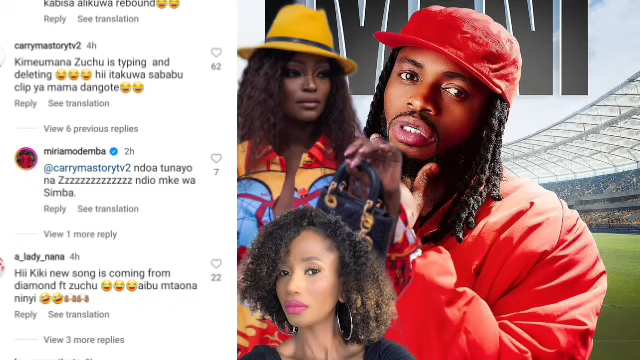 kabisa alikuwa rebound😂😂
Reply See translation
carrymastorytv2 4h
Kimeumana Zuchu is typing and
deleting 😂😂😂 hii itakuwa sababu
clip ya mama dangote😂😂
62
Reply See translation
View 6 previous replies
miriamodemba 2h
@carrymastorytv2 ndoa tunayo
na Zzzzzzzzzzzzz ndio mke wa
Simba.
7
Reply See translation
View 1 more reply
a_lady_nana 4h
Hii Kiki new song is coming from
diamond ft zuchu 😂😂😂aibu mtaona
ninyi 🤣🤣🙌🏽🙌🏽🙌🏽
22
Reply See translation
View 3 more replies